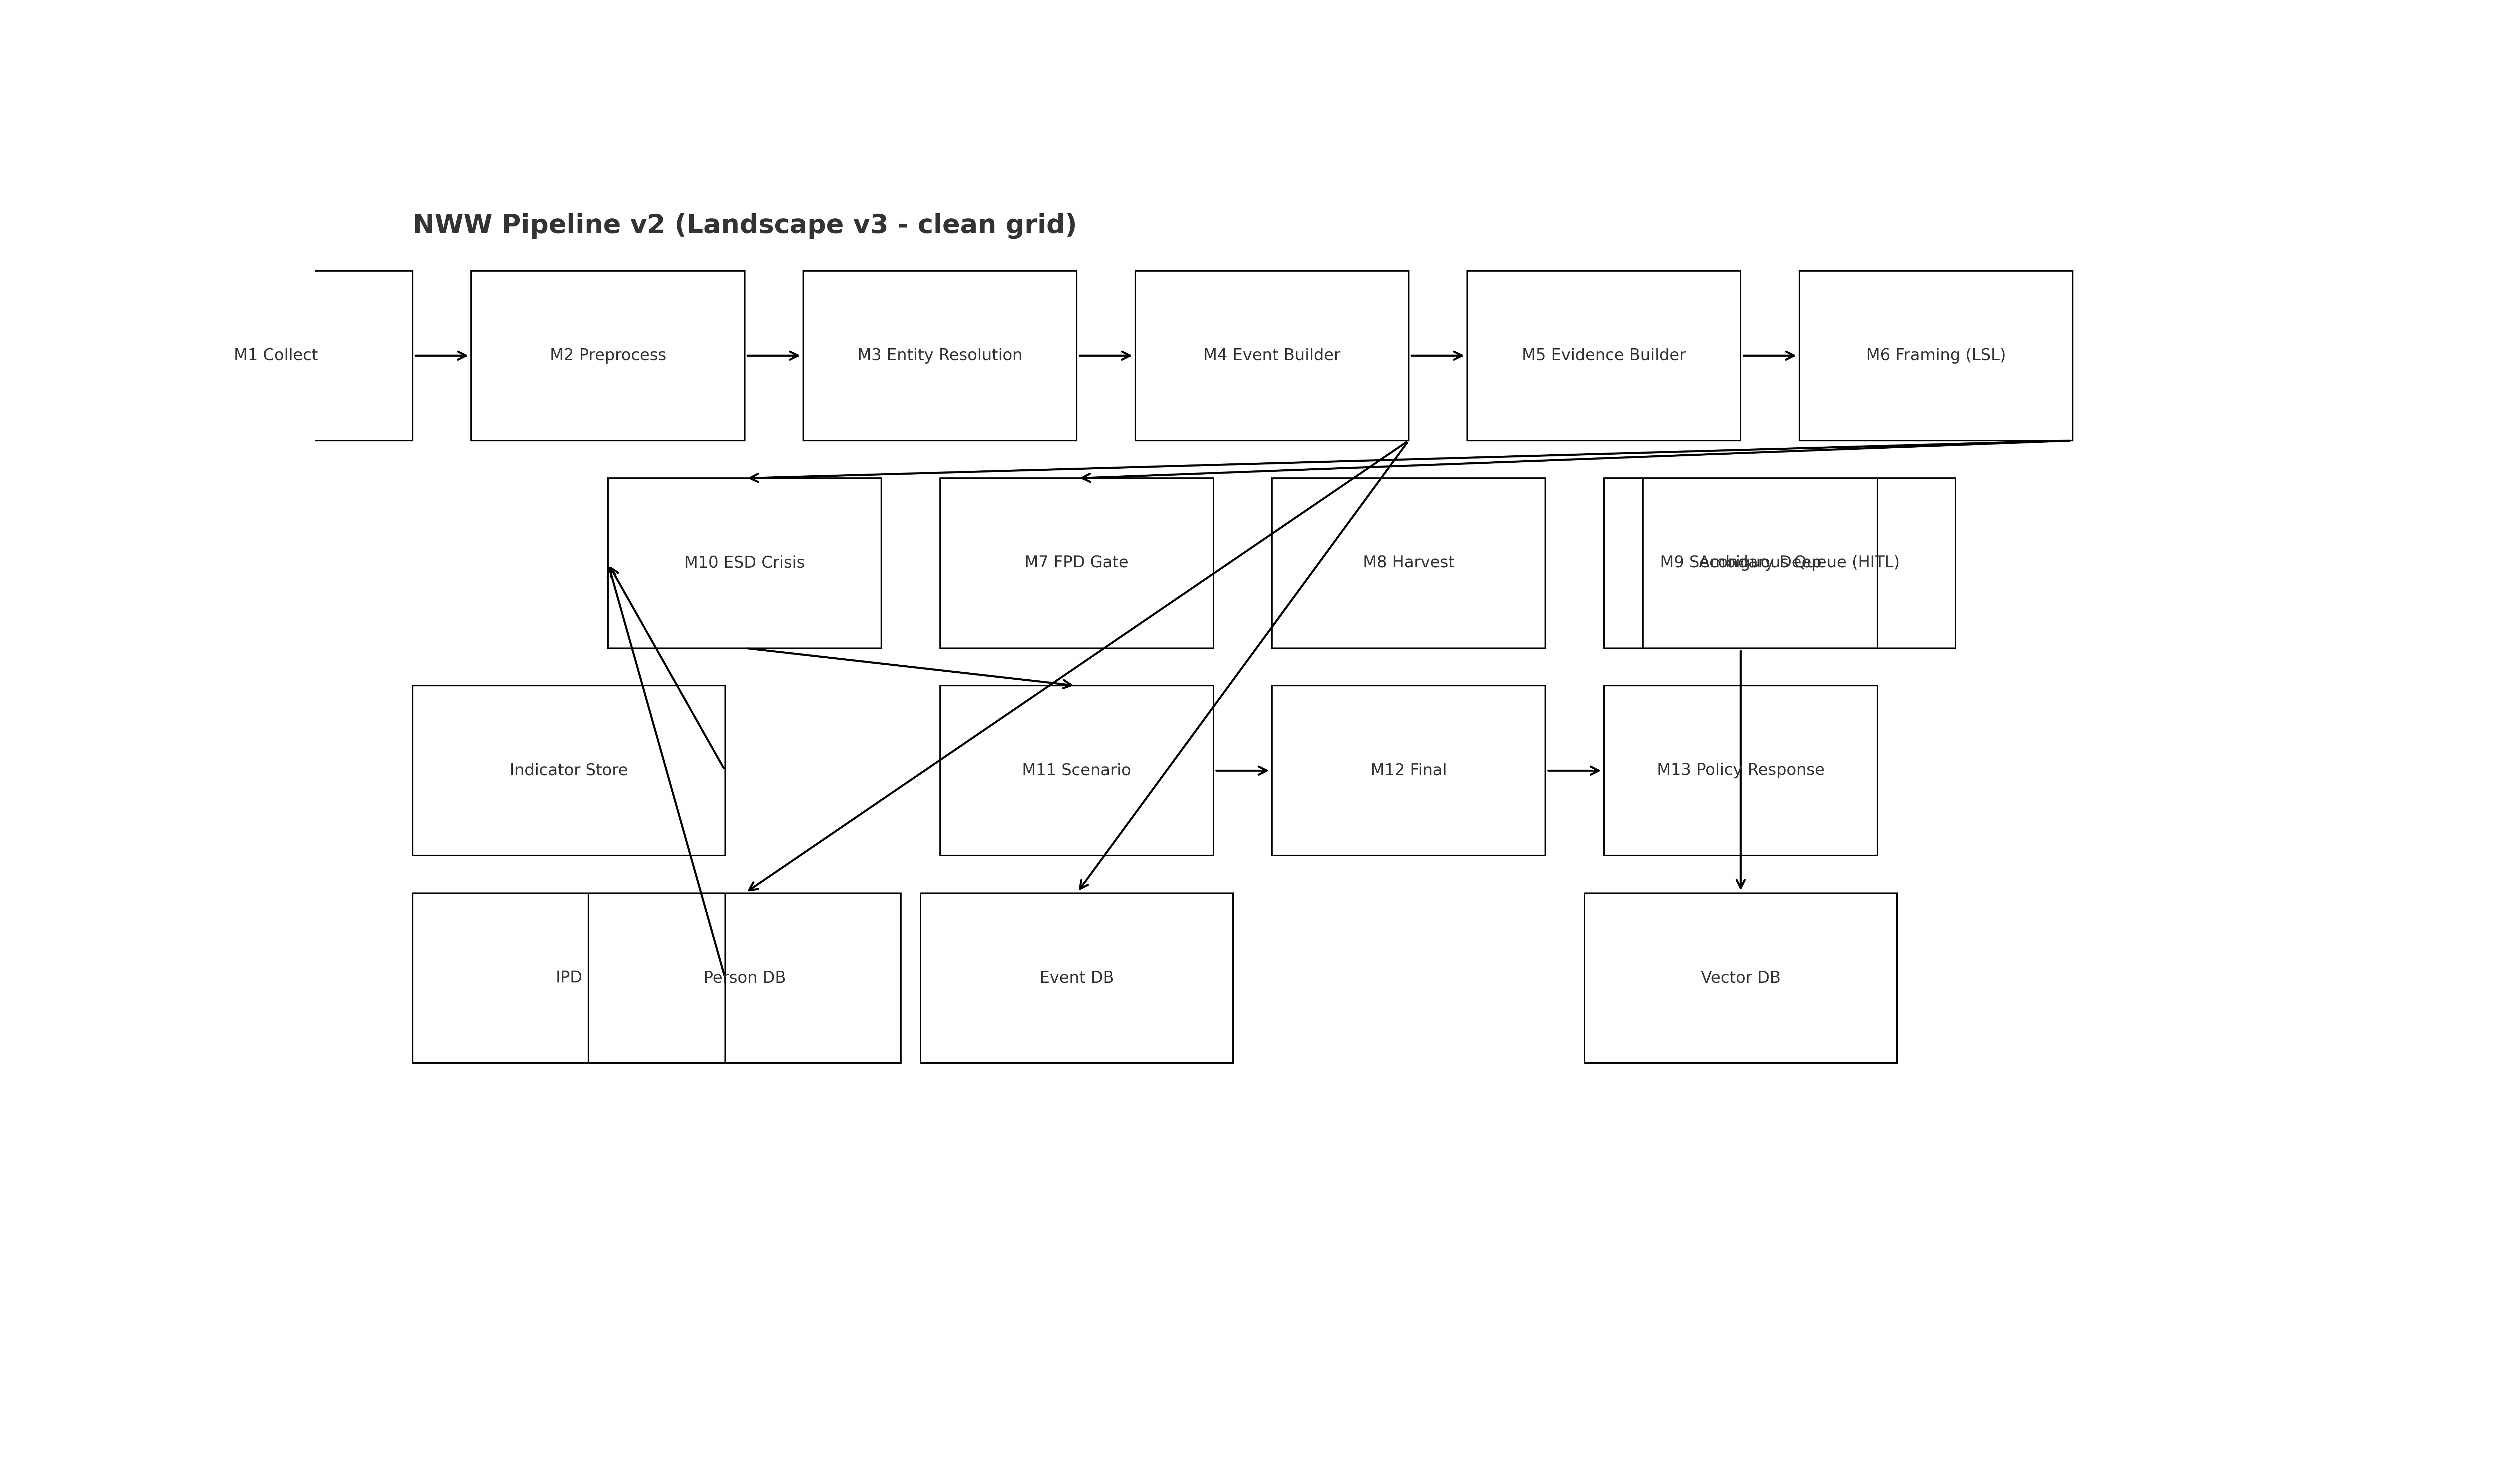 NWW Pipeline v2 (Landscape v3 - clean grid)
M1 Collect
M2 Preprocess
M3 Entity Resolution
M4 Event Builder
M5 Evidence Builder
M6 Framing (LSL)
M10 ESD Crisis
M7 FPD Gate
M8 Harvest
M9 Secondary Deep
Ambiguous Queue (HITL)
Indicator Store
M11 Scenario
M12 Final
M13 Policy Response
IPD
Person DB
Event DB
Vector DB